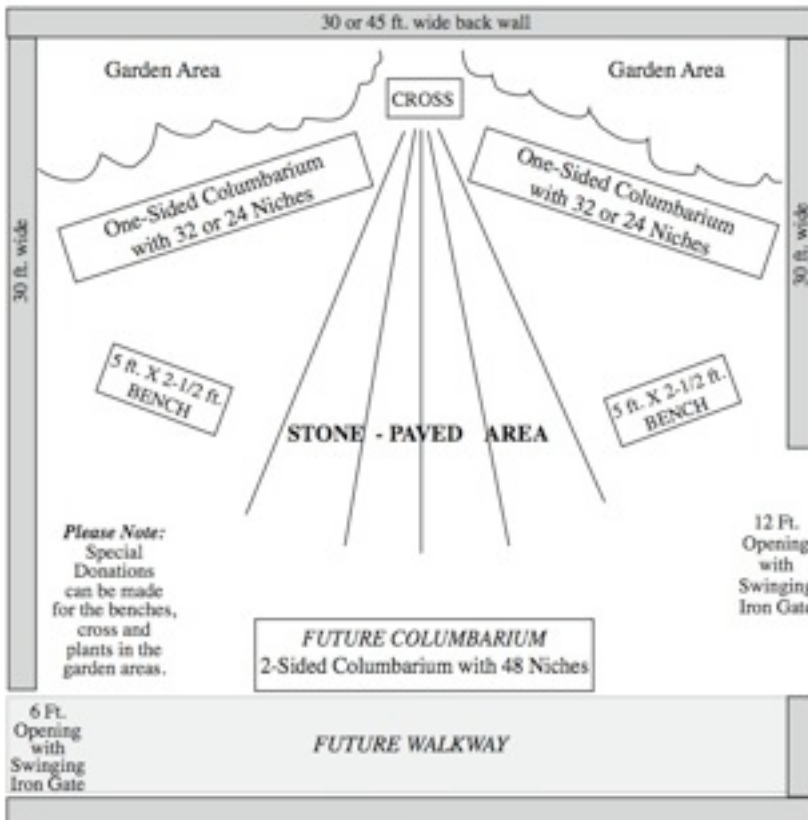 30 or 45 ft. wide back wall
Garden Area
Garden Area
CROSS
One-Sided Columbarium
with 32 or 24 Niches
One-Sided Columbarium
with 32 or 24 Niches
30 ft. wide
30 ft. wide
5 ft. X 2-1/2 ft.
BENCH
5 ft. X 2-1/2 ft.
BENCH
STONE - PAVED AREA
Please Note:
Special
Donations
can be made
for the benches,
cross and
plants in the
garden areas.
12 Ft.
Opening
with
Swinging
Iron Gate
FUTURE COLUMBARIUM
2-Sided Columbarium with 48 Niches
6 Ft.
Opening
with
Swinging
Iron Gate
FUTURE WALKWAY